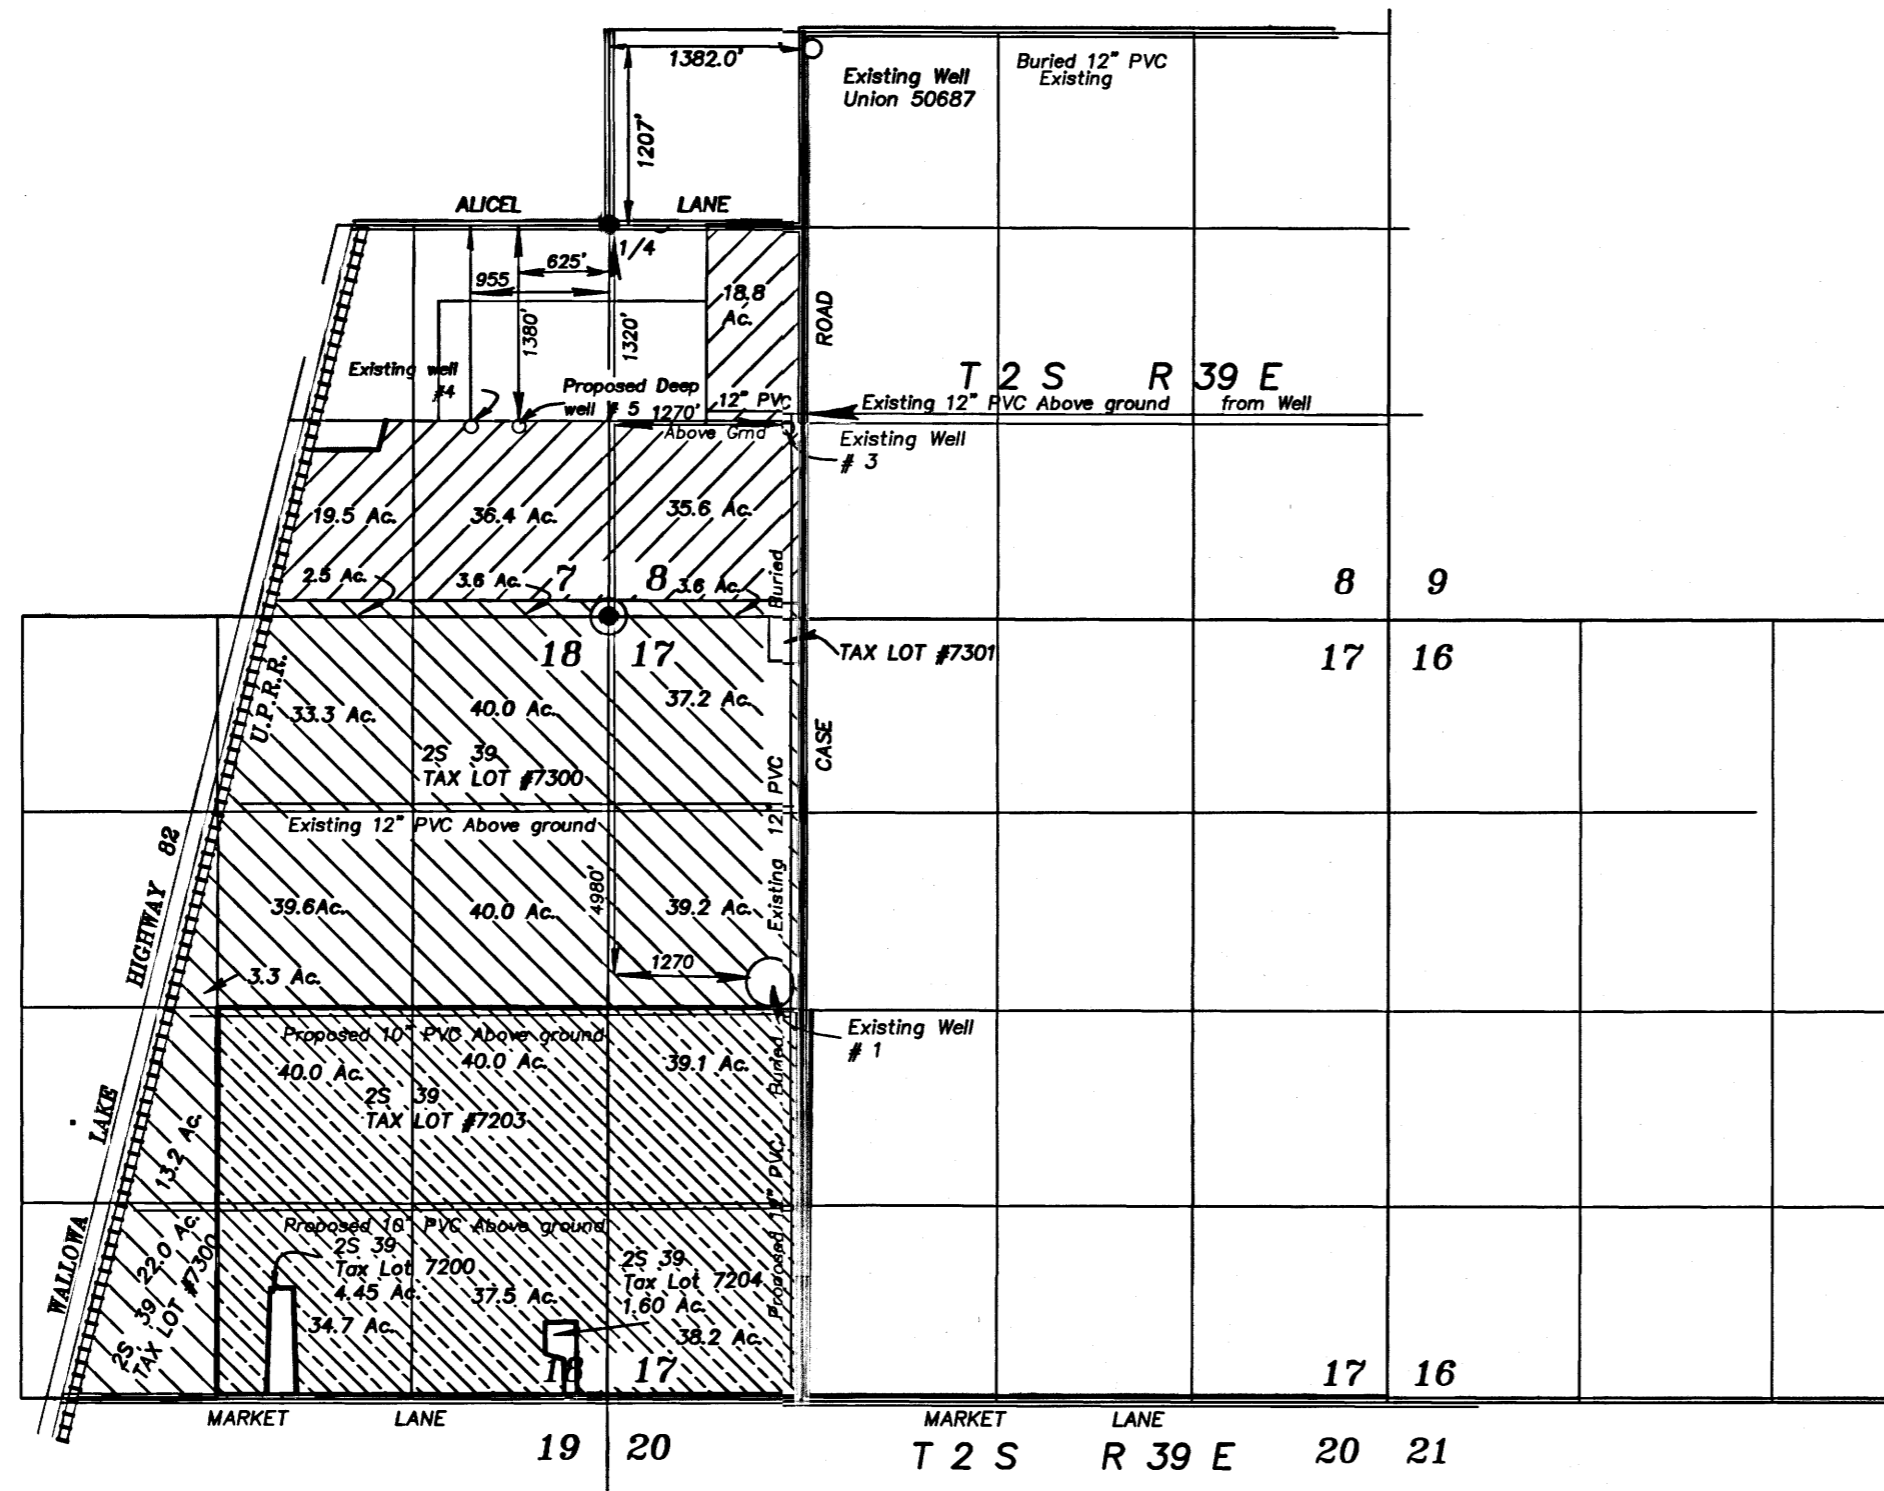 1382.0'
Existing Well
Union 50687
Buried 12" PVC
Existing
1207'
ALICEL LANE
1/4
625'
955
18.8
Ac.
1380'
1320'
ROAD
Existing well
#4
Proposed Deep
well # 5
1270'
12" PVC
Above Grnd
T 2 S R 39 E
Existing 12" PVC Above ground from Well
Existing Well
# 3
19.5 Ac.
36.4 Ac.
35.6 Ac.
2.5 Ac.
3.6 Ac.
7 8
3.6 Ac.
Buried
8 9
18 17
TAX LOT #7301
17 16
U.P.R.R.
33.3 Ac.
40.0 Ac.
37.2 Ac.
2S 39
TAX LOT #7300
CASE
Existing 12" PVC
Existing 12" PVC Above ground
HIGHWAY 82
39.6Ac.
40.0 Ac.
4980'
39.2 Ac.
3.3 Ac.
1270
Existing Well
# 1
Proposed 10" PVC Above ground
40.0 Ac.
40.0 Ac.
39.1 Ac.
Buried
2S 39
TAX LOT #7203
WALLOWA LAKE
13.2 Ac.
Proposed PVC
22.0 Ac.
2S 39
TAX LOT #7300
Proposed 10" PVC Above ground
2S 39
Tax Lot 7200
4.45 Ac.
37.5 Ac.
34.7 Ac.
2S 39
Tax Lot 7204
1.60 Ac.
38.2 Ac.
18 17
17 16
MARKET LANE
MARKET LANE
19 20
T 2 S R 39 E
20 21